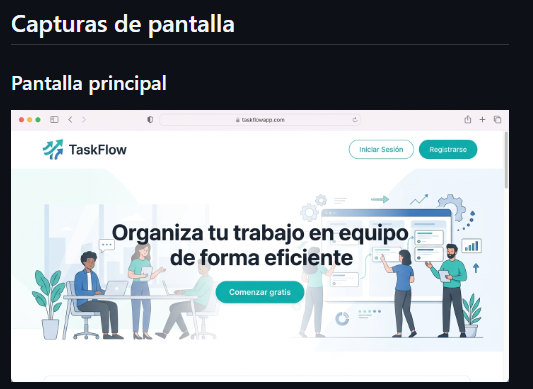 Capturas de pantalla
Pantalla principal
taskflowapp.com
TaskFlow
Iniciar Sesión
Registrarse
Organiza tu trabajo en equipo
de forma eficiente
Comenzar gratis